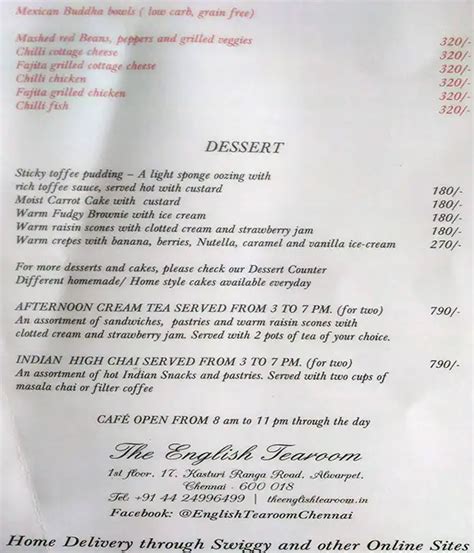 Mexican Buddha bowls ( low carb, grain free)
Mashed red Beans, peppers and grilled veggies 320/-
Chilli cottage cheese 320/-
Fajita grilled cottage cheese 320/-
Chilli chicken 320/-
Fajita grilled chicken 320/-
Chilli fish 320/-
DESSERT
Sticky toffee pudding – A light sponge oozing with
rich toffee sauce, served hot with custard 180/-
Moist Carrot Cake with custard 180/-
Warm Fudgy Brownie with ice cream 180/-
Warm raisin scones with clotted cream and strawberry jam 180/-
Warm crepes with banana, berries, Nutella, caramel and vanilla ice-cream 270/-
For more desserts and cakes, please check our Dessert Counter
Different homemade/ Home style cakes available everyday
AFTERNOON CREAM TEA SERVED FROM 3 TO 7 PM. (for two) 790/-
An assortment of sandwiches, pastries and warm raisin scones with
clotted cream and strawberry jam. Served with 2 pots of tea of your choice.
INDIAN HIGH CHAI SERVED FROM 3 TO 7 PM. (for two) 790/-
An assortment of hot Indian Snacks and pastries. Served with two cups of
masala chai or filter coffee
CAFÉ OPEN FROM 8 am to 11 pm through the day
The English Tearoom
1st floor, 17, Kasturi Ranga Road, Alwarpet,
Chennai - 600 018
Tel: +91 44 24996499 | theenglishtearoom.in
Facebook: @EnglishTearoomChennai
Home Delivery through Swiggy and other Online Sites